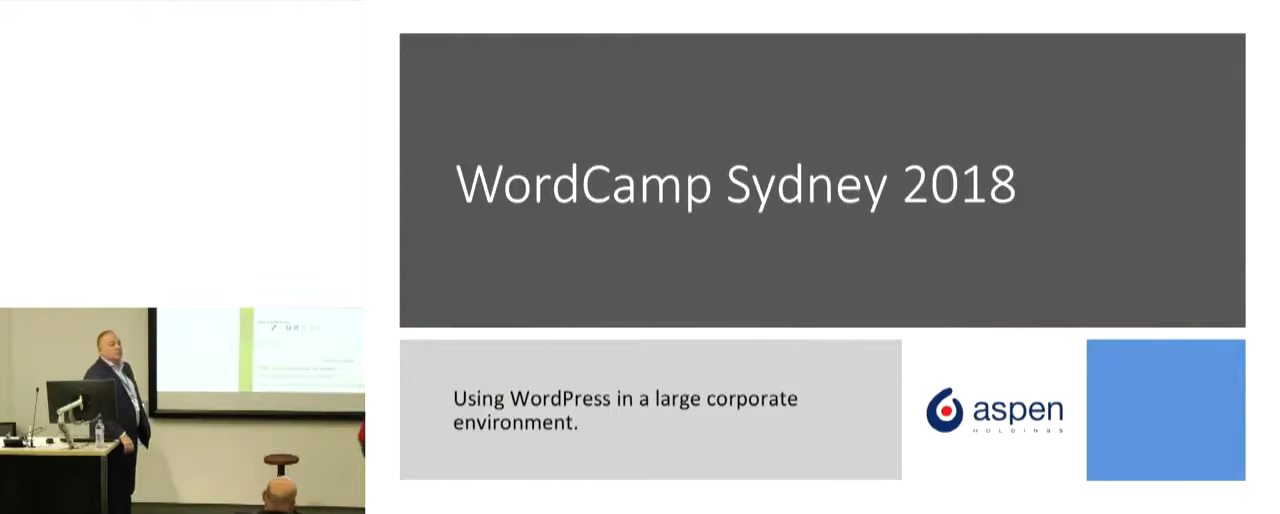 WordCamp Sydney 2018
Using WordPress in a large corporate
environment.
aspen
HOLDINGS